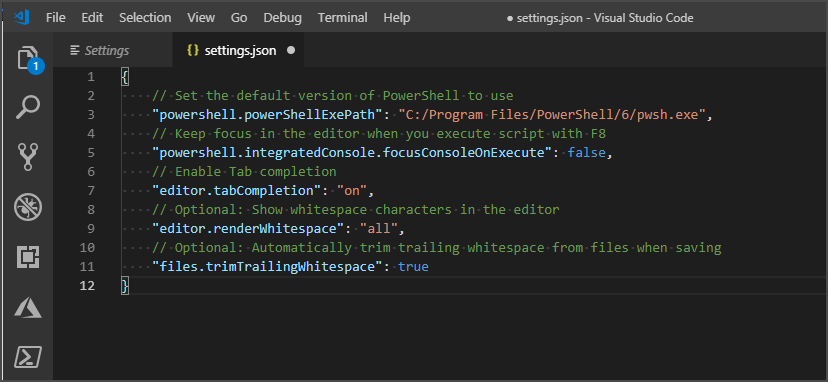 File Edit Selection View Go Debug Terminal Help ● settings.json - Visual Studio Code
Settings {} settings.json ●
1
1 {
2 // Set the default version of PowerShell to use
3 "powershell.powerShellExePath": "C:/Program Files/PowerShell/6/pwsh.exe",
4 // Keep focus in the editor when you execute script with F8
5 "powershell.integratedConsole.focusConsoleOnExecute": false,
6 // Enable Tab completion
7 "editor.tabCompletion": "on",
8 // Optional: Show whitespace characters in the editor
9 "editor.renderWhitespace": "all",
10 // Optional: Automatically trim trailing whitespace from files when saving
11 "files.trimTrailingWhitespace": true
12 }